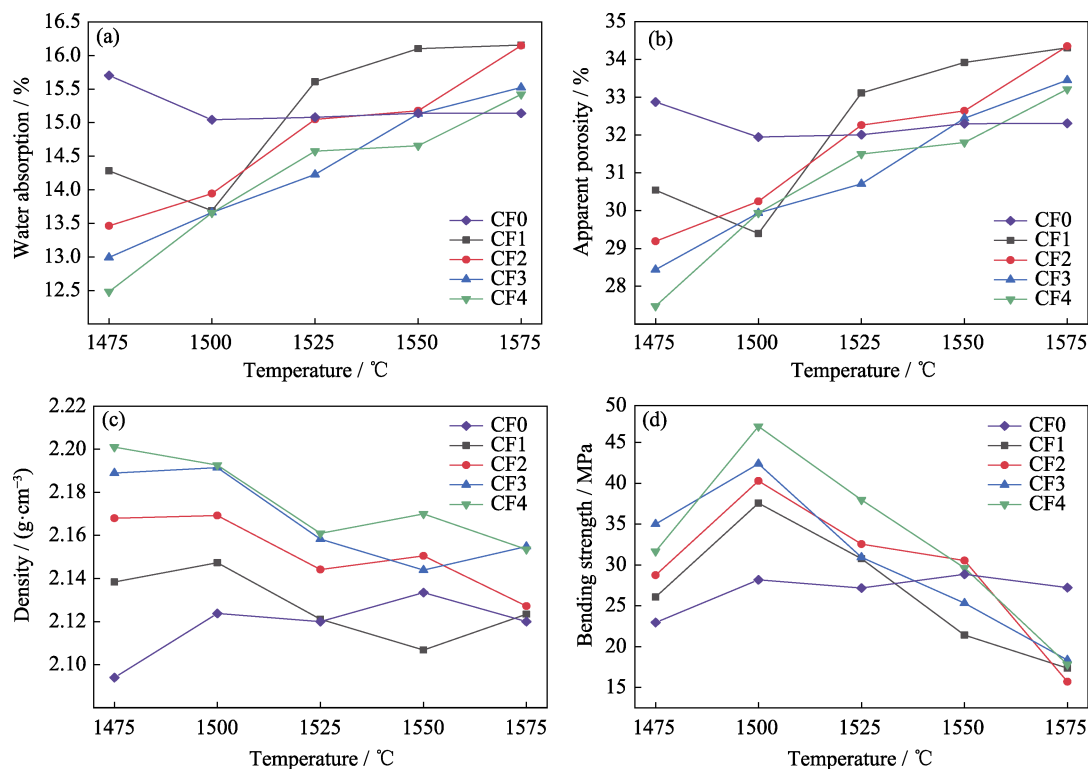 (a)
16.5
16.0
15.5
15.0
14.5
14.0
13.5
13.0
12.5
Water absorption / %
CF0
CF1
CF2
CF3
CF4
1475 1500 1525 1550 1575
Temperature / ℃
(b)
35
34
33
32
31
30
29
28
Apparent porosity / %
CF0
CF1
CF2
CF3
CF4
1475 1500 1525 1550 1575
Temperature / ℃
(c)
2.22
2.20
2.18
2.16
2.14
2.12
2.10
Density / (g·cm⁻³)
CF0
CF1
CF2
CF3
CF4
1475 1500 1525 1550 1575
Temperature / ℃
(d)
50
45
40
35
30
25
20
15
Bending strength / MPa
CF0
CF1
CF2
CF3
CF4
1475 1500 1525 1550 1575
Temperature / ℃